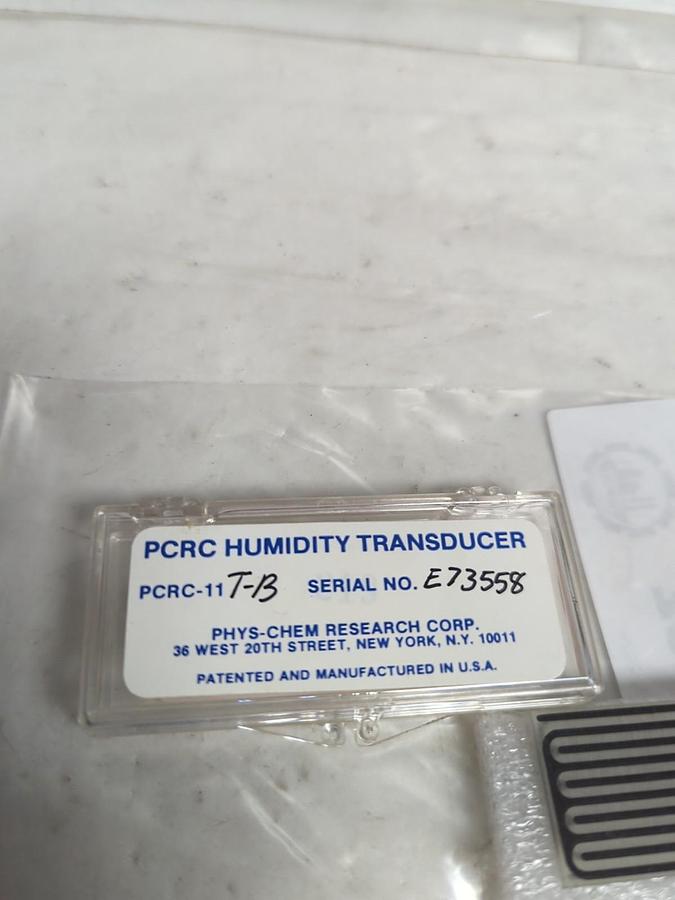 PCRC HUMIDITY TRANSDUCER
PCRC-11 T-B SERIAL NO. E73558
PHYS-CHEM RESEARCH CORP.
36 WEST 20TH STREET, NEW YORK, N.Y. 10011
PATENTED AND MANUFACTURED IN U.S.A.